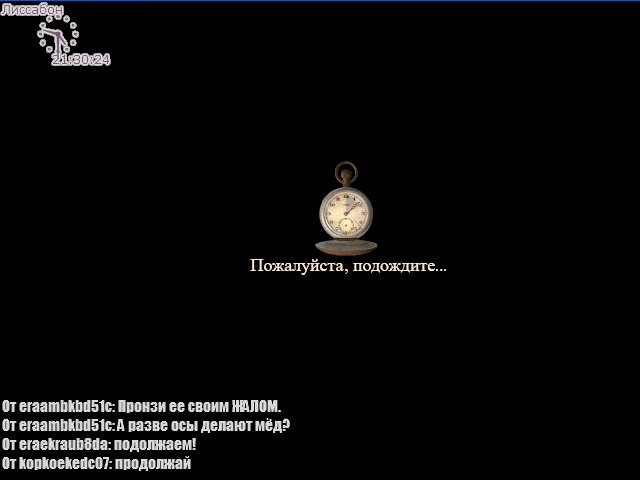 Лиссабон
21:30:24
Пожалуйста, подождите...
От eraambkbd51c: Пронзи ее своим ЖАЛОМ.
От eraambkbd51c: А разве осы делают мёд?
От eraekraub8da: подолжаем!
От kopkoekedc07: продолжай